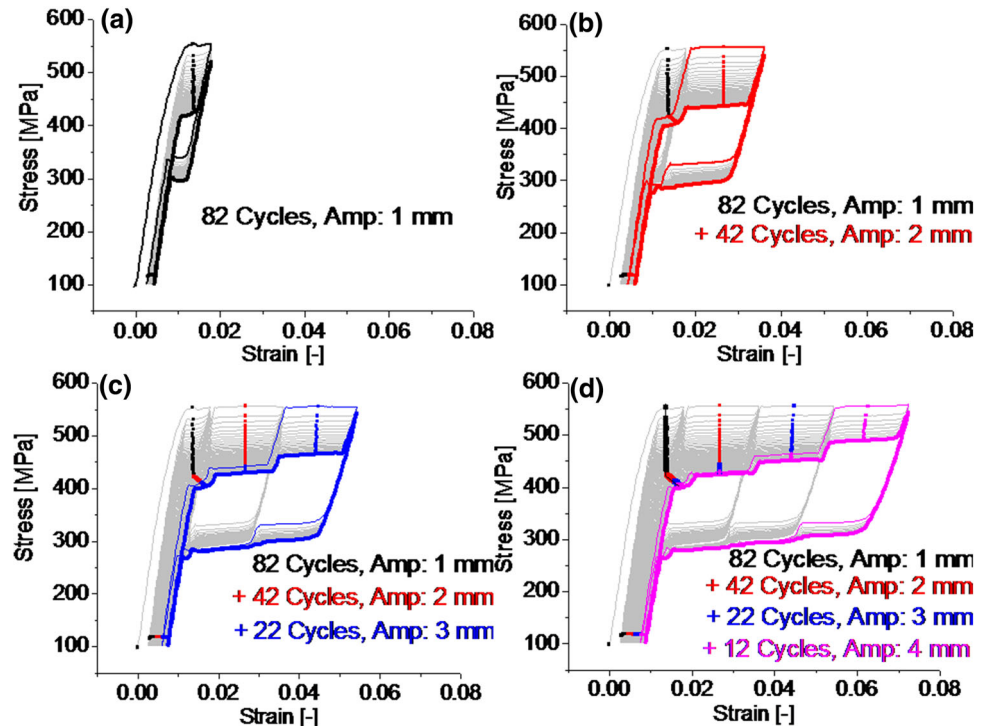 (a)
600
500
400
300
200
100
Stress [MPa]
82 Cycles, Amp: 1 mm
0.00 0.02 0.04 0.06 0.08
Strain [-]
(b)
600
500
400
300
200
100
Stress [MPa]
82 Cycles, Amp: 1 mm
+ 42 Cycles, Amp: 2 mm
0.00 0.02 0.04 0.06 0.08
Strain [-]
(c)
600
500
400
300
200
100
Stress [MPa]
82 Cycles, Amp: 1 mm
+ 42 Cycles, Amp: 2 mm
+ 22 Cycles, Amp: 3 mm
0.00 0.02 0.04 0.06 0.08
Strain [-]
(d)
600
500
400
300
200
100
Stress [MPa]
82 Cycles, Amp: 1 mm
+ 42 Cycles, Amp: 2 mm
+ 22 Cycles, Amp: 3 mm
+ 12 Cycles, Amp: 4 mm
0.00 0.02 0.04 0.06 0.08
Strain [-]